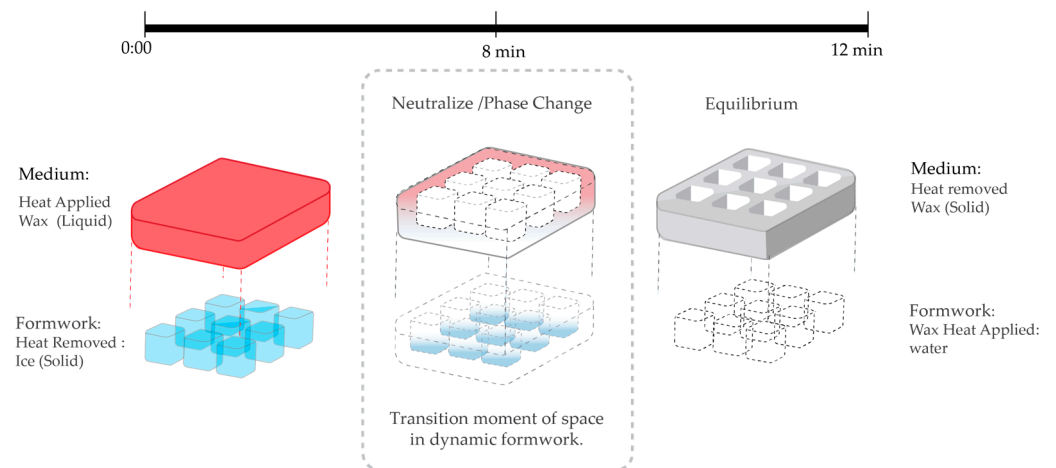 0:00
8 min
12 min
Neutralize /Phase Change
Equilibrium
Medium:
Heat Applied
Wax (Liquid)
Medium:
Heat removed
Wax (Solid)
Formwork:
Heat Removed :
Ice (Solid)
Formwork:
Wax Heat Applied:
water
Transition moment of space
in dynamic formwork.